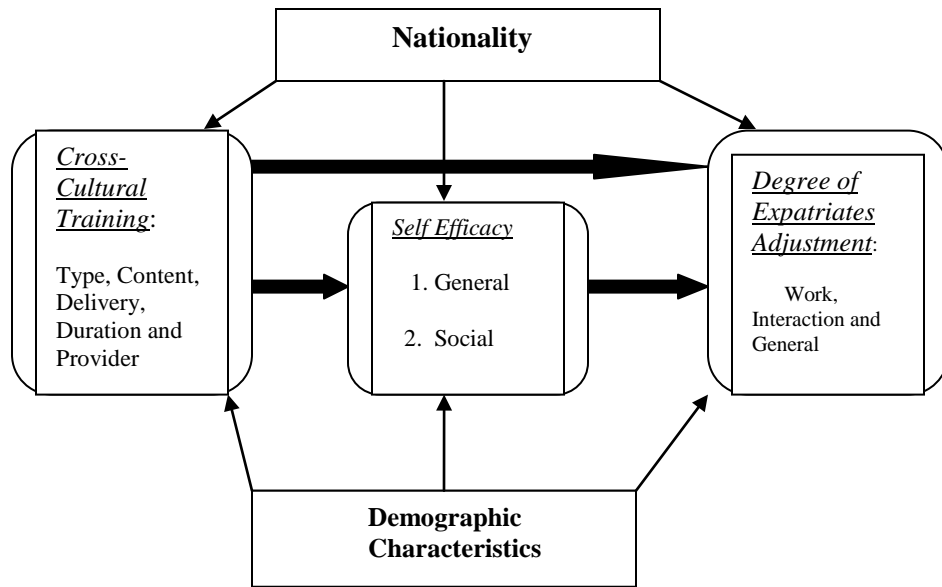 Nationality
Cross-
Cultural
Training:
Type, Content,
Delivery,
Duration and
Provider
Self Efficacy
1. General
2. Social
Degree of
Expatriates
Adjustment:
Work,
Interaction and
General
Demographic
Characteristics